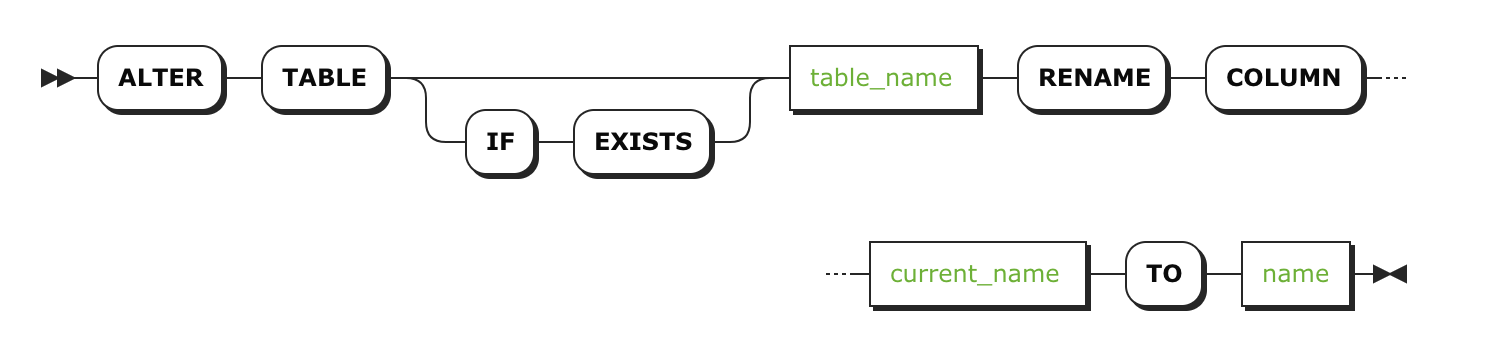 ALTER TABLE table_name RENAME COLUMN
IF EXISTS
current_name TO name